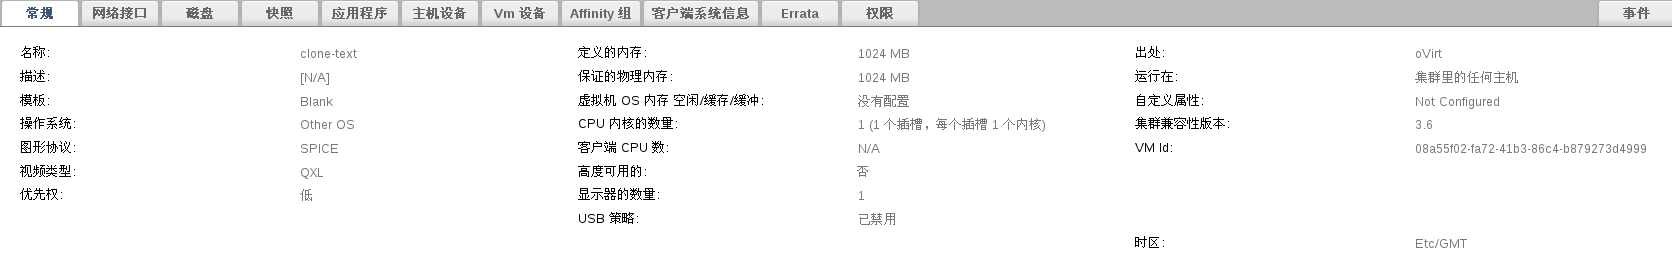 常规 网络接口 磁盘 快照 应用程序 主机设备 Vm 设备 Affinity 组 客户端系统信息 Errata 权限 事件
名称: clone-text 定义的内存: 1024 MB 出处: oVirt
描述: [N/A] 保证的物理内存: 1024 MB 运行在: 集群里的任何主机
模板: Blank 虚拟机 OS 内存 空闲/缓存/缓冲: 没有配置 自定义属性: Not Configured
操作系统: Other OS CPU 内核的数量: 1 (1 个插槽，每个插槽 1 个内核) 集群兼容性版本: 3.6
图形协议: SPICE 客户端 CPU 数: N/A VM Id: 08a55f02-fa72-41b3-86c4-b879273d4999
视频类型: QXL 高度可用的: 否
优先权: 低 显示器的数量: 1
USB 策略: 已禁用
时区: Etc/GMT